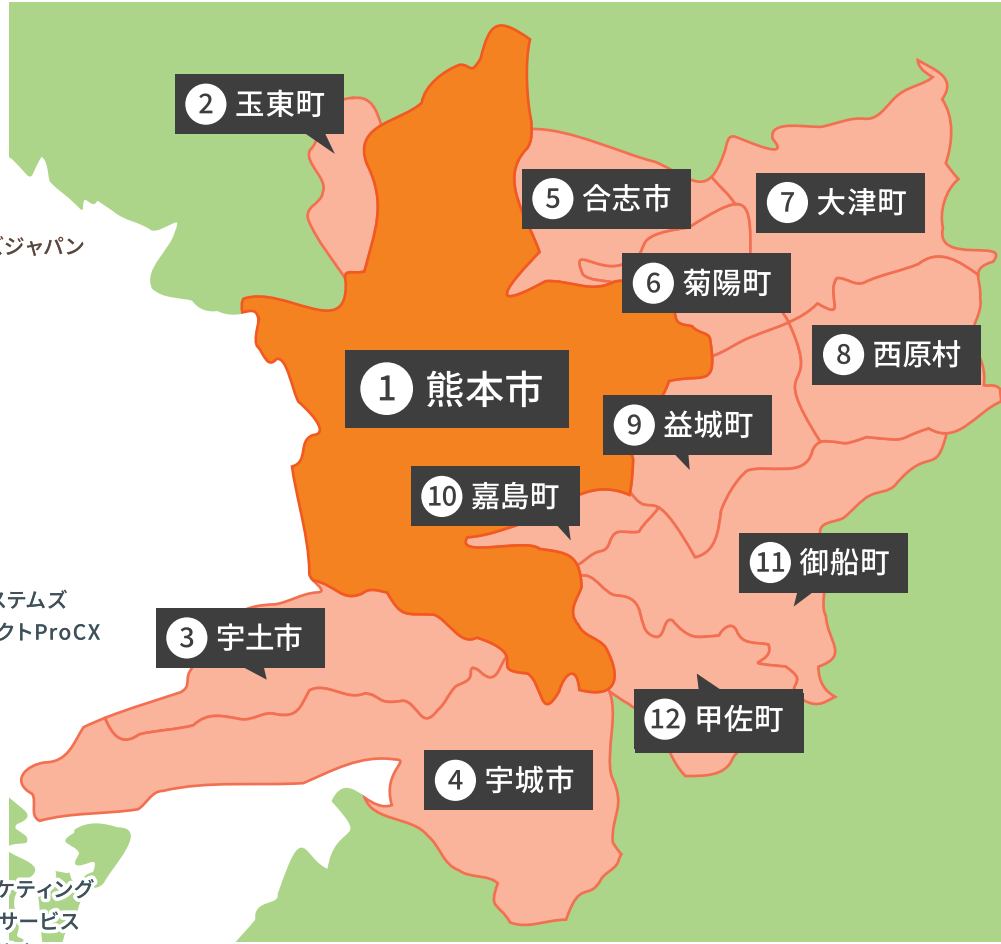 2 玉東町
5 合志市
7 大津町
ズジャパン
6 菊陽町
8 西原村
1 熊本市
9 益城町
10 嘉島町
11 御船町
ステムズ
クトProCX
3 宇土市
12 甲佐町
4 宇城市
ケティング
サービス